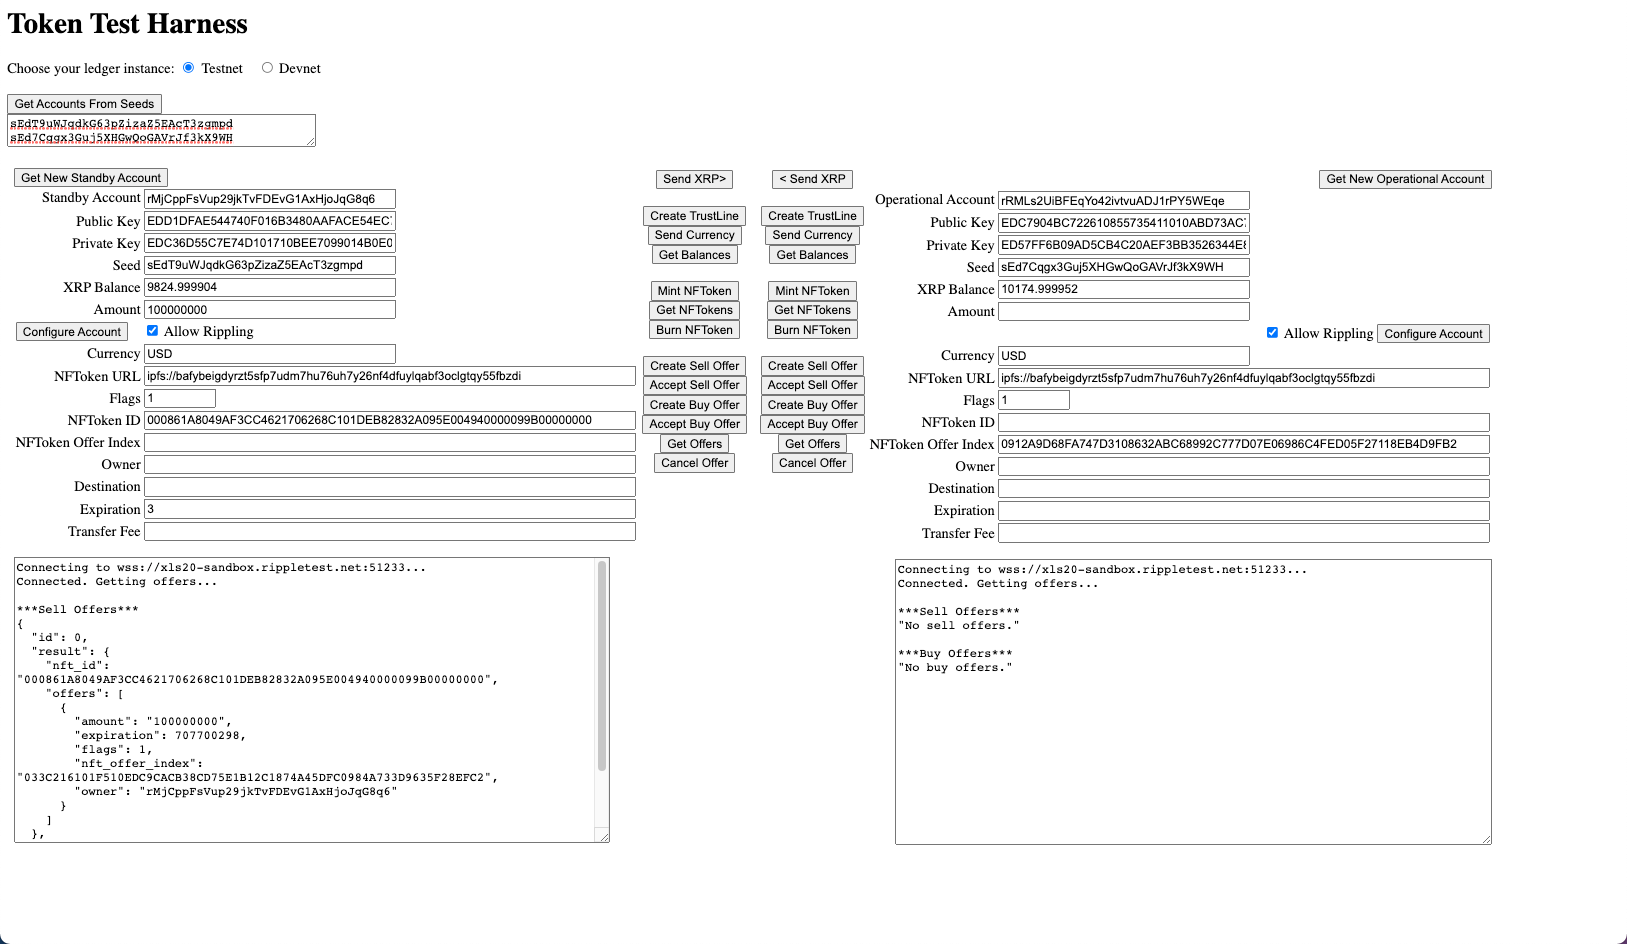 Token Test Harness
Choose your ledger instance: Testnet Devnet
Get Accounts From Seeds
sEdT9uWJqdkG63pZizaZ5EAcT3zgmpd
sEd7Cqgx3Guj5XHGwQoGAVrJf3kX9WH
Get New Standby Account
Standby Account rMjCppFsVup29jkTvFDEvG1AxHjoJqG8q6
Public Key EDD1DFAE544740F016B3480AAFACE54EC
Private Key EDC36D55C7E74D101710BEE7099014B0E0
Seed sEdT9uWJqdkG63pZizaZ5EAcT3zgmpd
XRP Balance 9824.999904
Amount 100000000
Configure Account Allow Rippling
Currency USD
NFToken URL ipfs://bafybeigdyrzt5sfp7udm7hu76uh7y26nf4dfuylqabf3oclgtqy55fbzdi
Flags 1
NFToken ID 000861A8049AF3CC4621706268C101DEB82832A095E004940000099B00000000
NFToken Offer Index
Owner
Destination
Expiration 3
Transfer Fee
Send XRP> < Send XRP
Create TrustLine Create TrustLine
Send Currency Send Currency
Get Balances Get Balances
Mint NFToken Mint NFToken
Get NFTokens Get NFTokens
Burn NFToken Burn NFToken
Create Sell Offer Create Sell Offer
Accept Sell Offer Accept Sell Offer
Create Buy Offer Create Buy Offer
Accept Buy Offer Accept Buy Offer
Get Offers Get Offers
Cancel Offer Cancel Offer
Get New Operational Account
Operational Account rRMLs2UiBFEqYo42ivtvuADJ1rPY5WEqe
Public Key EDC7904BC722610855735411010ABD73AC
Private Key ED57FF6B09AD5CB4C20AEF3BB3526344E8
Seed sEd7Cqgx3Guj5XHGwQoGAVrJf3kX9WH
XRP Balance 10174.999952
Amount
Allow Rippling Configure Account
Currency USD
NFToken URL ipfs://bafybeigdyrzt5sfp7udm7hu76uh7y26nf4dfuylqabf3oclgtqy55fbzdi
Flags 1
NFToken ID
NFToken Offer Index 0912A9D68FA747D3108632ABC68992C777D07E06986C4FED05F27118EB4D9FB2
Owner
Destination
Expiration
Transfer Fee
Connecting to wss://xls20-sandbox.rippletest.net:51233...
Connected. Getting offers...
***Sell Offers***
{
"id": 0,
"result": {
"nft_id":
"000861A8049AF3CC4621706268C101DEB82832A095E004940000099B00000000",
"offers": [
{
"amount": "100000000",
"expiration": 707700298,
"flags": 1,
"nft_offer_index":
"033C216101F510EDC9CACB38CD75E1B12C1874A45DFC0984A733D9635F28EFC2",
"owner": "rMjCppFsVup29jkTvFDEvG1AxHjoJqG8q6"
}
]
},
Connecting to wss://xls20-sandbox.rippletest.net:51233...
Connected. Getting offers...
***Sell Offers***
"No sell offers."
***Buy Offers***
"No buy offers."